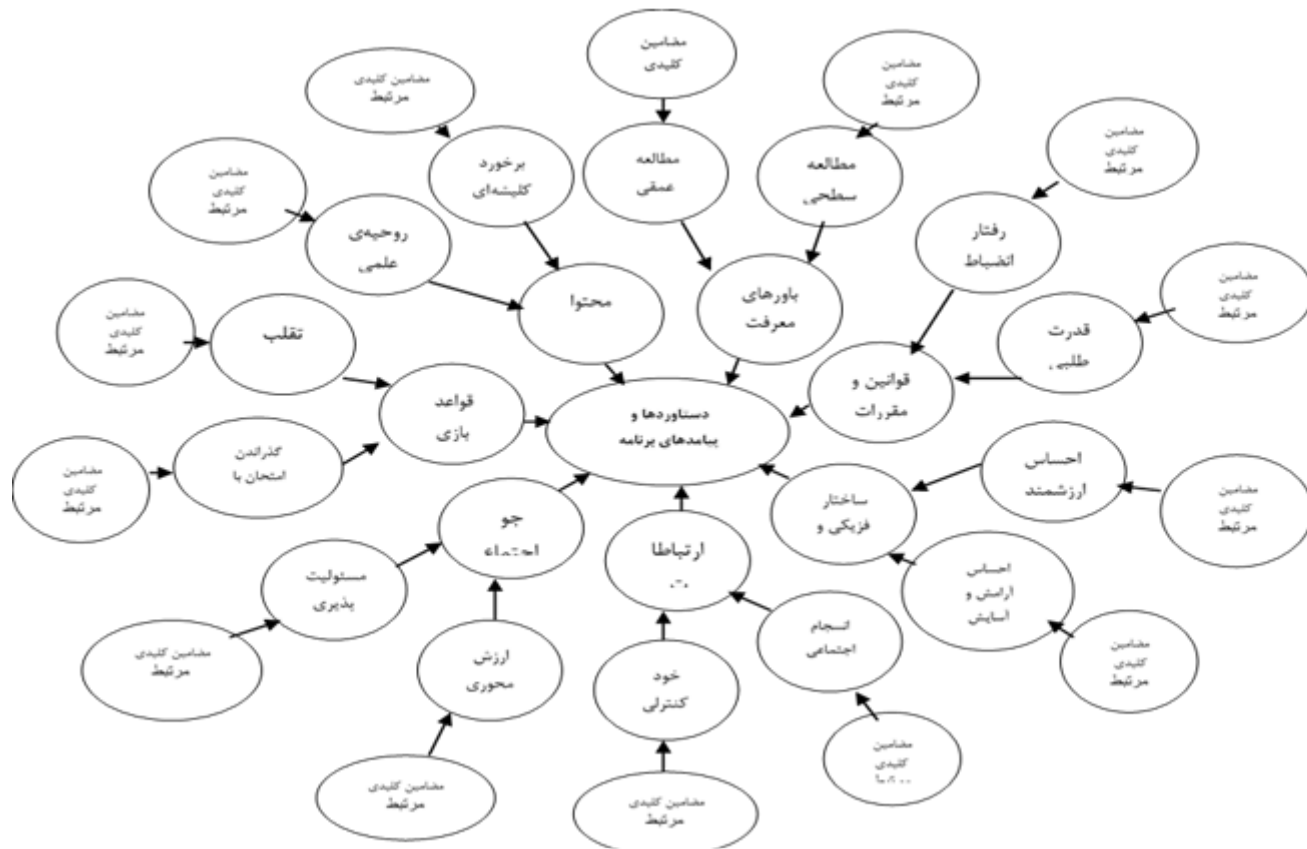 مضامین
کلیدی
مضامین کلیدی
مرتبط
مضامین
کلیدی
مرتبط
مضامین
کلیدی
مرتبط
برخورد
کلیشه‌ای
مطالعه
عمقی
مطالعه
سطحی
مضامین
کلیدی
مرتبط
روحیه‌ی
علمی
رفتار
انضباط
محتوا
باورهای
معرفت
مضامین
کلیدی
مرتبط
مضامین
کلیدی
مرتبط
تقلب
قدرت
طلبی
قوانین و
مقررات
قواعد
بازی
دستاوردها و
پیامدهای برنامه
مضامین
کلیدی
مرتبط
گذراندن
امتحان با
احساس
ارزشمند
مضامین
کلیدی
مرتبط
ساختار
فزیکی و
جو
ارتباطا
احساس
آرامش و
آسایش
مسئولیت
پذیری
انسجام
اجتماعی
مضامین کلیدی
مرتبط
ارزش
محوری
خود
کنترلی
مضامین
کلیدی
مرتبط
مضامین
کلیدی
مضامین کلیدی
مرتبط
مضامین کلیدی
مرتبط